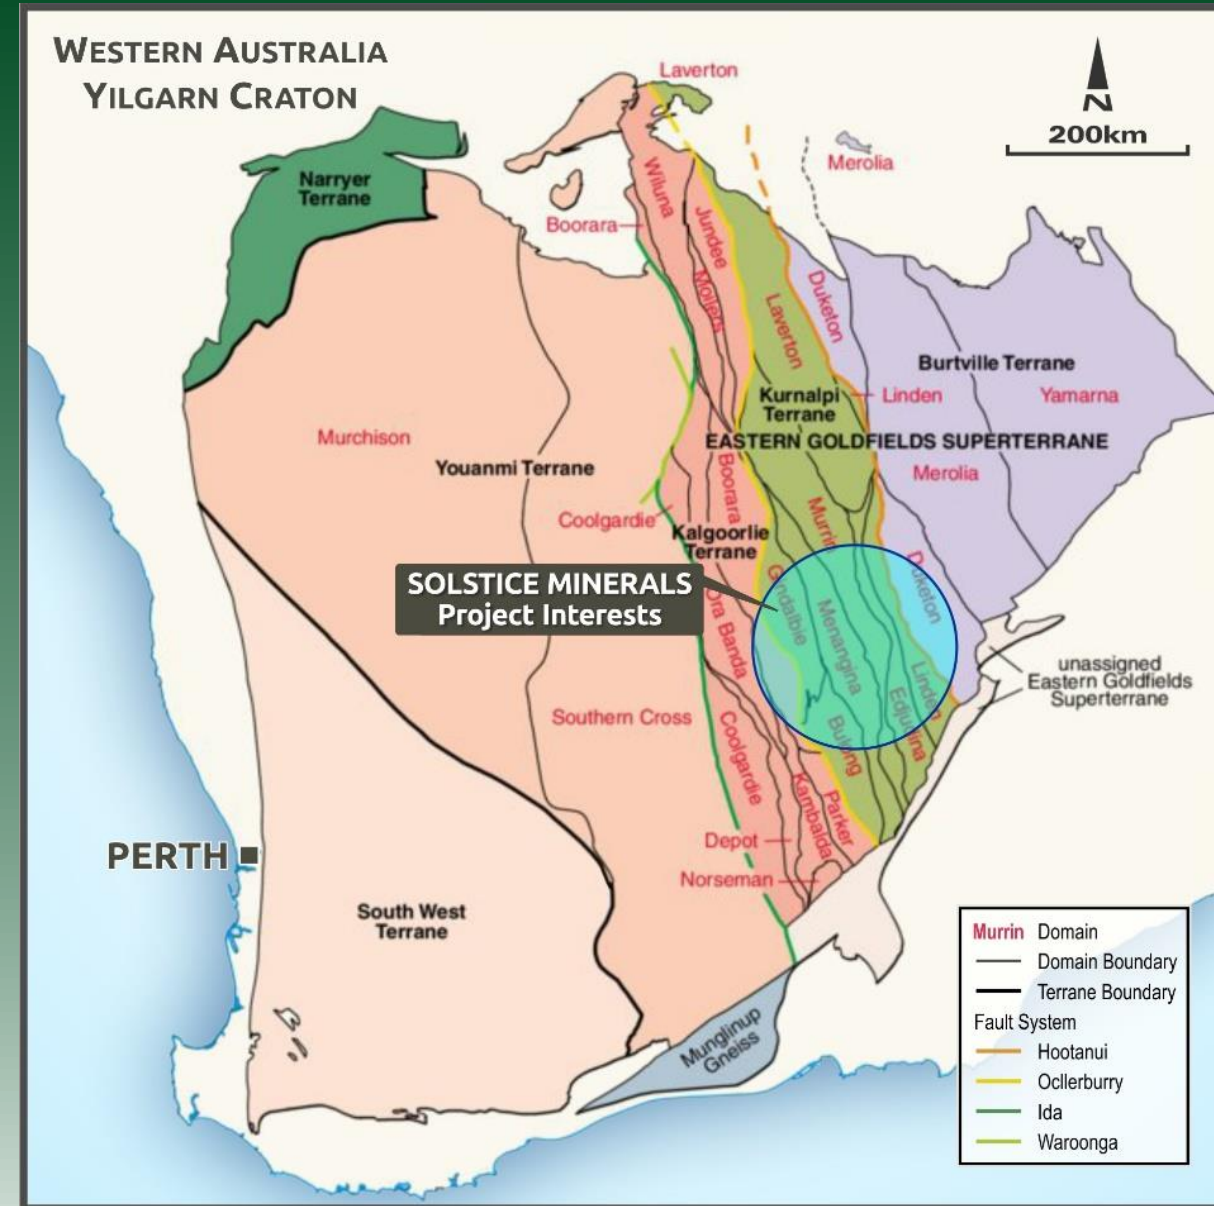 WESTERN AUSTRALIA
YILGARN CRATON
N
200km
Laverton
Merolia
Narryer
Terrane
Wiluna
Boorara
Jundee
Moilers
Duketon
Laverton
Burtville Terrane
Kurnalpi
Terrane
Linden
Yamarna
Murchison
EASTERN GOLDFIELDS SUPERTERRANE
Youanmi Terrane
Merolia
Boorara
Coolgardie
Murrin
Kalgoorlie
Terrane
SOLSTICE MINERALS
Project Interests
Gindalbie
Duketon
Ora Banda
Menangina
unassigned
Eastern Goldfields
Superterrane
Linden
Edjudina
Southern Cross
Coolgardie
Bulong
Kambalda
Parker
Depot
PERTH
Norseman
South West
Terrane
Munglinup
Gneiss
Murrin Domain
Domain Boundary
Terrane Boundary
Fault System
Hootanui
Ocllerburry
Ida
Waroonga